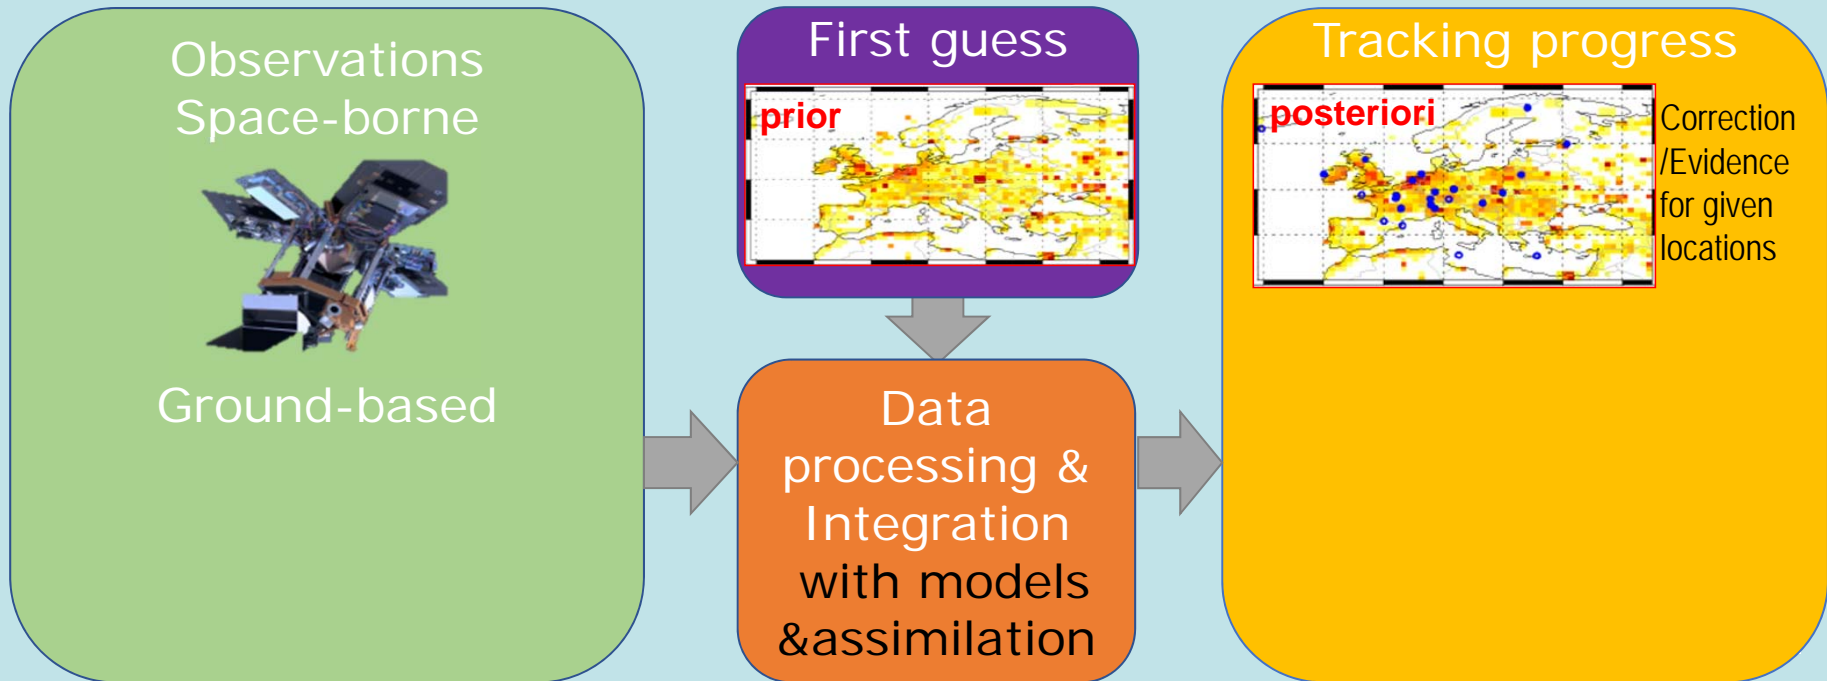 Observations
Space-borne
Ground-based
First guess
prior
Data
processing &
Integration
with models
&assimilation
Tracking progress
posteriori
Correction
/Evidence
for given
locations